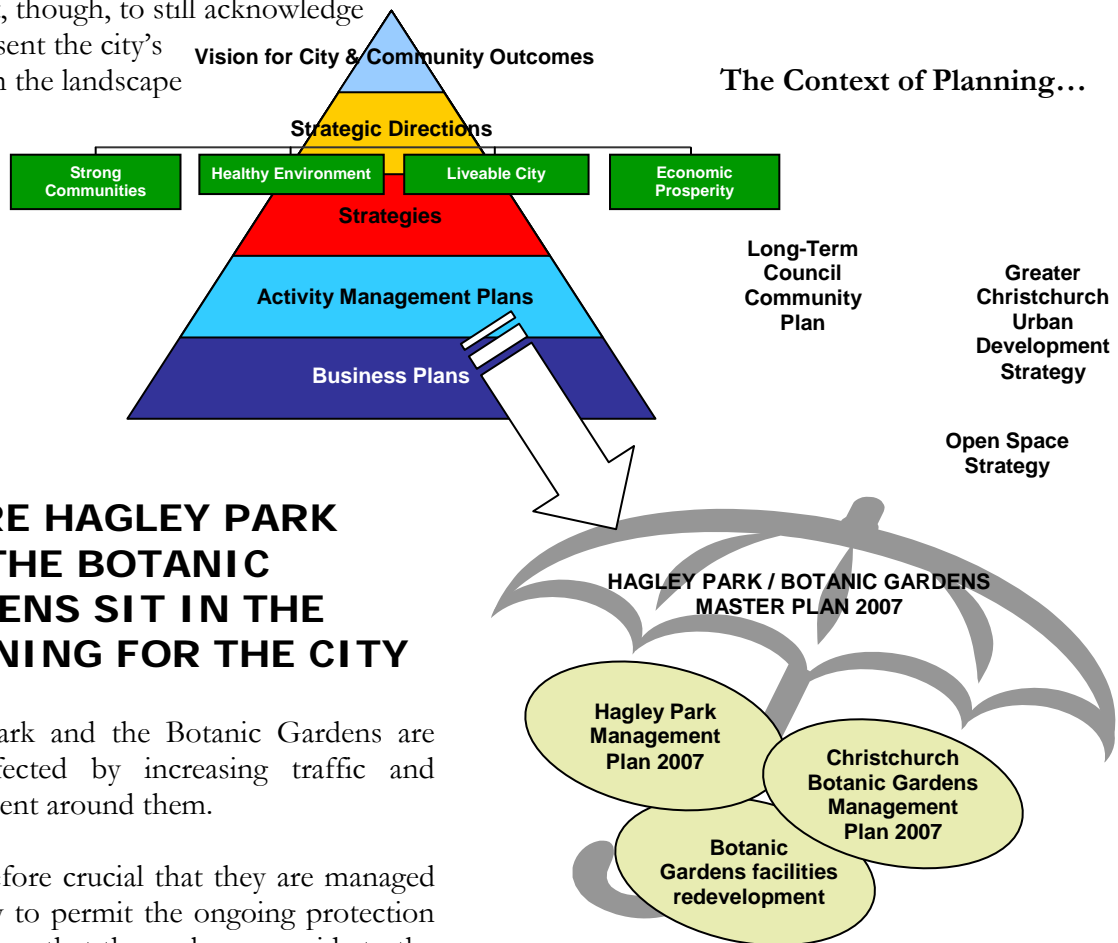 , though, to still acknowledge
sent the city's
n the landscape
Vision for City & Community Outcomes
The Context of Planning…
Strategic Directions
Strong
Communities
Healthy Environment
Liveable City
Economic
Prosperity
Strategies
Activity Management Plans
Business Plans
Long-Term
Council
Community
Plan
Greater
Christchurch
Urban
Development
Strategy
Open Space
Strategy
RE HAGLEY PARK
THE BOTANIC
ENS SIT IN THE
NING FOR THE CITY
ark and the Botanic Gardens are
fected by increasing traffic and
ent around them.
efore crucial that they are managed
y to permit the ongoing protection
HAGLEY PARK / BOTANIC GARDENS
MASTER PLAN 2007
Hagley Park
Management
Plan 2007
Christchurch
Botanic Gardens
Management
Plan 2007
Botanic
Gardens facilities
redevelopment